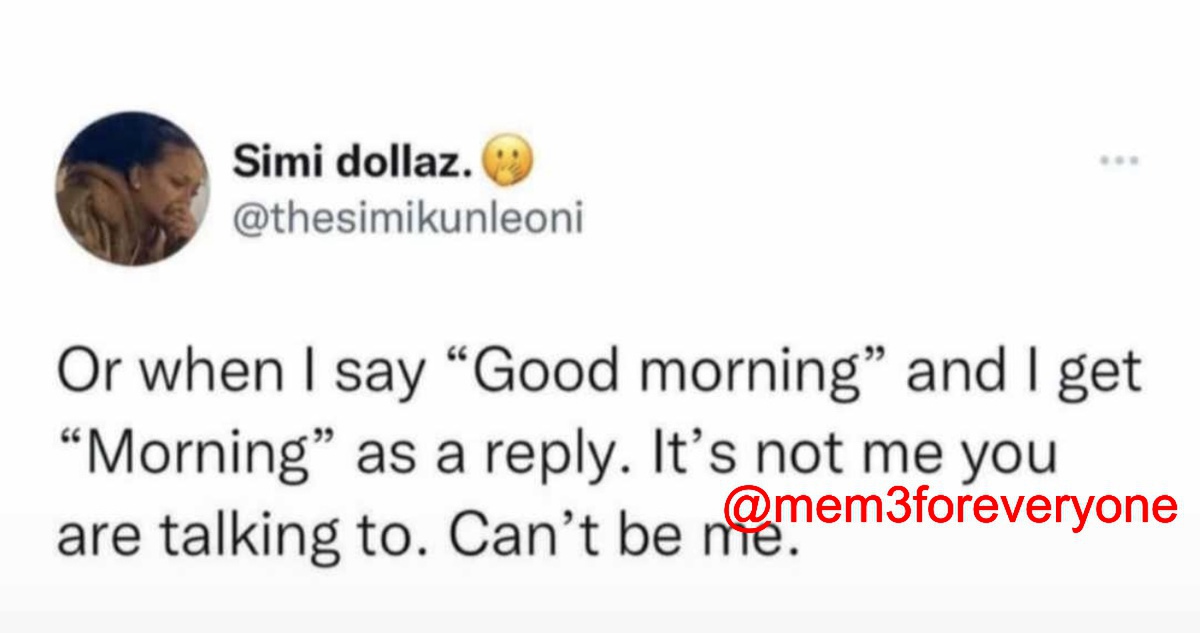 Simi dollaz. 🤭
@thesimikunleoni
Or when I say “Good morning” and I get
“Morning” as a reply. It’s not me you
@mem3foreveryone
are talking to. Can’t be me.